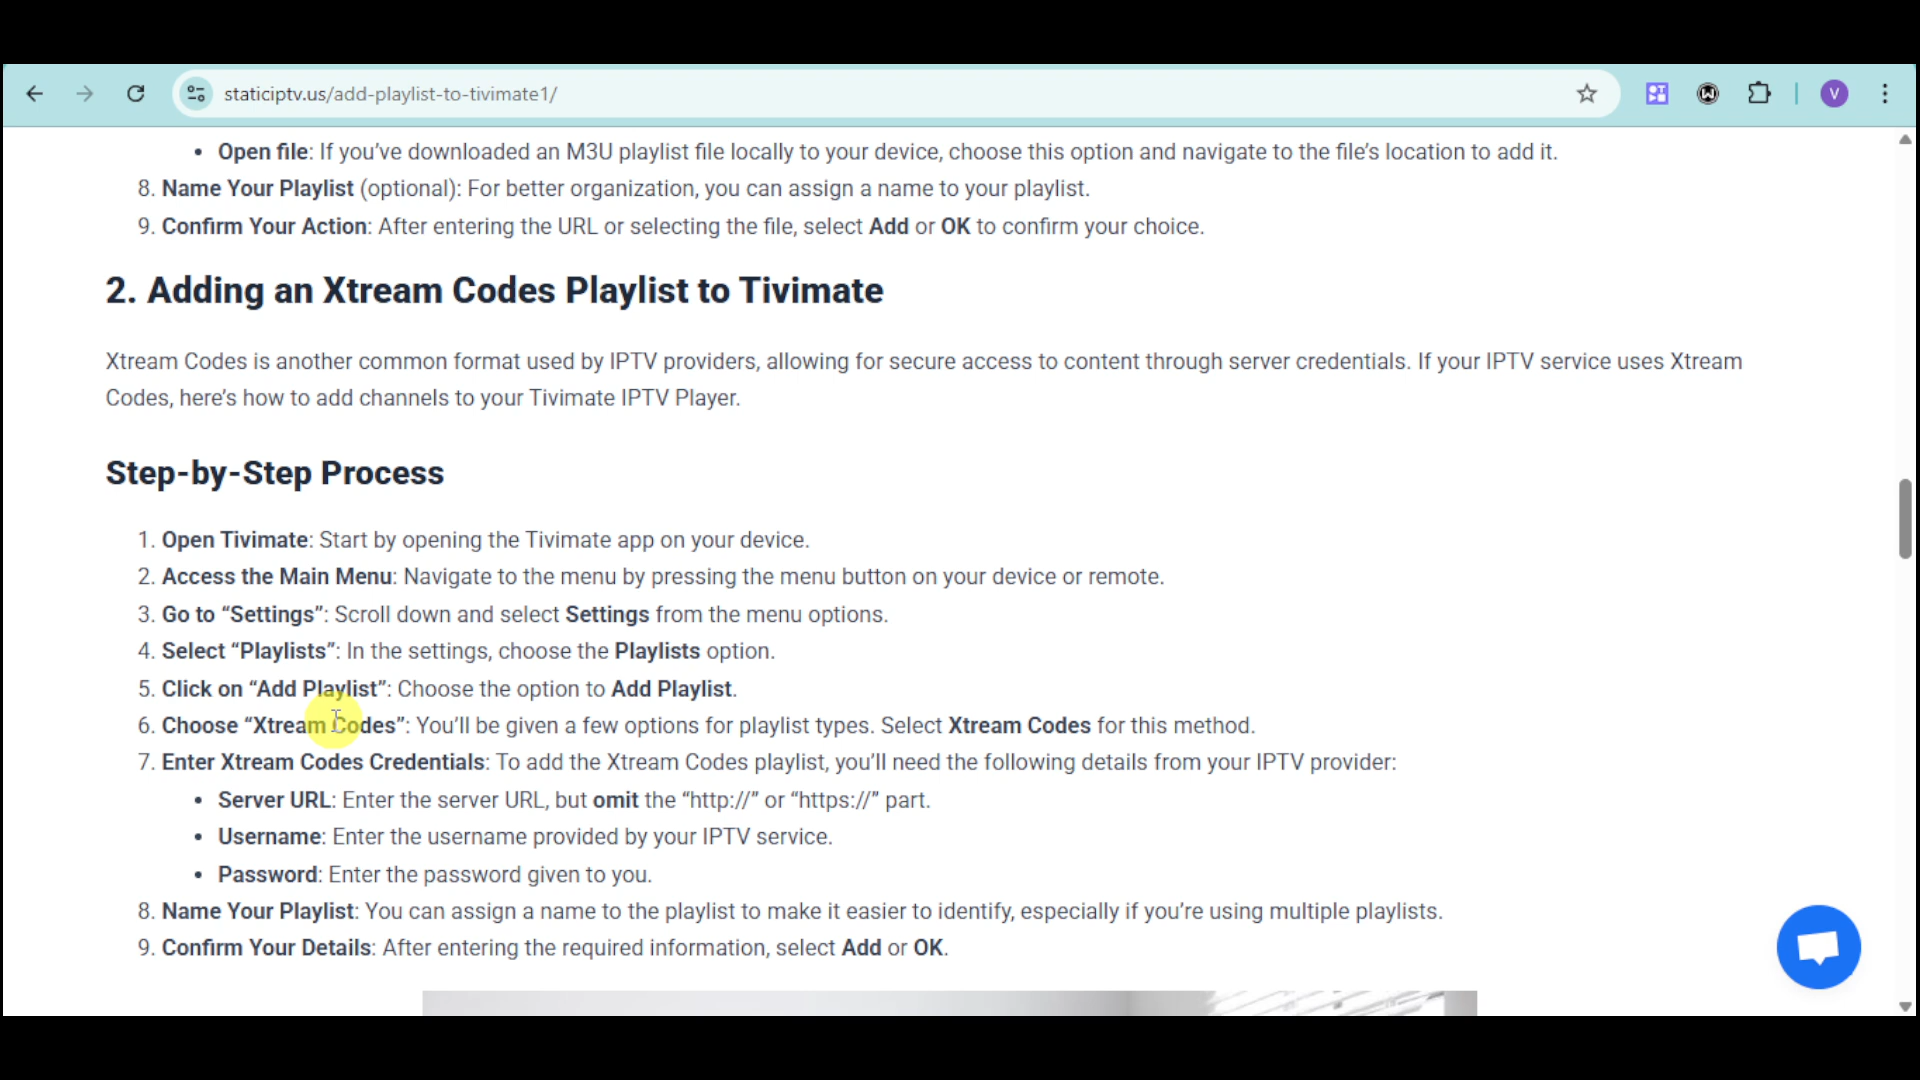 staticiptv.us/add-playlist-to-tivimate1/
V
• Open file: If you’ve downloaded an M3U playlist file locally to your device, choose this option and navigate to the file’s location to add it.
8. Name Your Playlist (optional): For better organization, you can assign a name to your playlist.
9. Confirm Your Action: After entering the URL or selecting the file, select Add or OK to confirm your choice.
2. Adding an Xtream Codes Playlist to Tivimate
Xtream Codes is another common format used by IPTV providers, allowing for secure access to content through server credentials. If your IPTV service uses Xtream
Codes, here’s how to add channels to your Tivimate IPTV Player.
Step-by-Step Process
1. Open Tivimate: Start by opening the Tivimate app on your device.
2. Access the Main Menu: Navigate to the menu by pressing the menu button on your device or remote.
3. Go to “Settings”: Scroll down and select Settings from the menu options.
4. Select “Playlists”: In the settings, choose the Playlists option.
5. Click on “Add Playlist”: Choose the option to Add Playlist.
6. Choose “Xtream Codes”: You’ll be given a few options for playlist types. Select Xtream Codes for this method.
7. Enter Xtream Codes Credentials: To add the Xtream Codes playlist, you’ll need the following details from your IPTV provider:
• Server URL: Enter the server URL, but omit the “http://” or “https://” part.
• Username: Enter the username provided by your IPTV service.
• Password: Enter the password given to you.
8. Name Your Playlist: You can assign a name to the playlist to make it easier to identify, especially if you’re using multiple playlists.
9. Confirm Your Details: After entering the required information, select Add or OK.